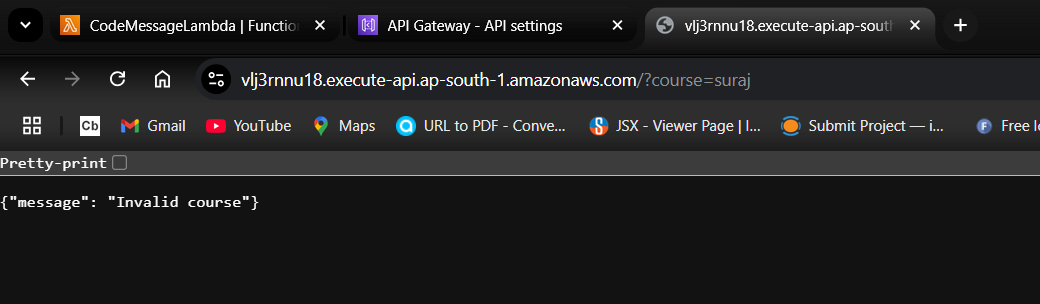 CodeMessageLambda | Functio
API Gateway - API settings
vlj3rnnu18.execute-api.ap-sout
vlj3rnnu18.execute-api.ap-south-1.amazonaws.com/?course=suraj
Cb
Gmail
YouTube
Maps
URL to PDF - Conve...
JSX - Viewer Page | I...
Submit Project — i...
F
Free I
Pretty-print
{"message": "Invalid course"}